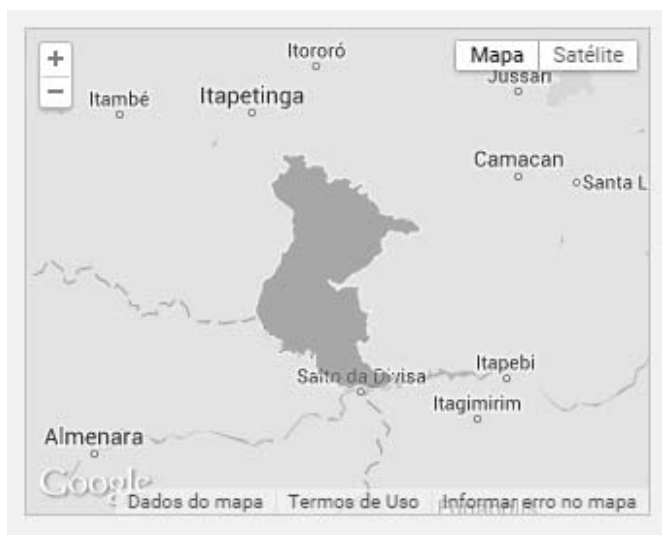 +
Itororó
Mapa
Satélite
−
Jussari
Itambé
Itapetinga
Camacan
Santa L
Salto da Divisa
Itapebi
Itagimirim
Almenara
Google
Dados do mapa
Termos de Uso
Informar erro no mapa